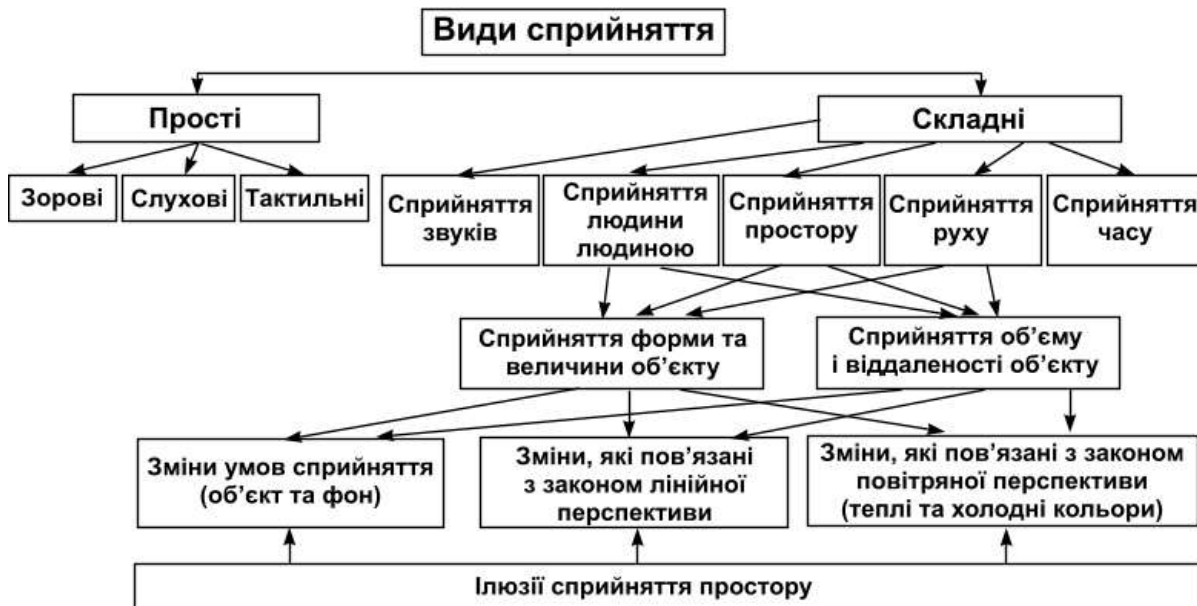 Види сприйняття
Прості
Складні
Зорові
Слухові
Тактильні
Сприйняття
звуків
Сприйняття
людини
людиною
Сприйняття
простору
Сприйняття
руху
Сприйняття
часу
Сприйняття форми та
величини об’єкту
Сприйняття об’єму
і віддаленості об’єкту
Зміни умов сприйняття
(об’єкт та фон)
Зміни, які пов’язані
з законом лінійної
перспективи
Зміни, які пов’язані з законом
повітряної перспективи
(теплі та холодні кольори)
Ілюзії сприйняття простору